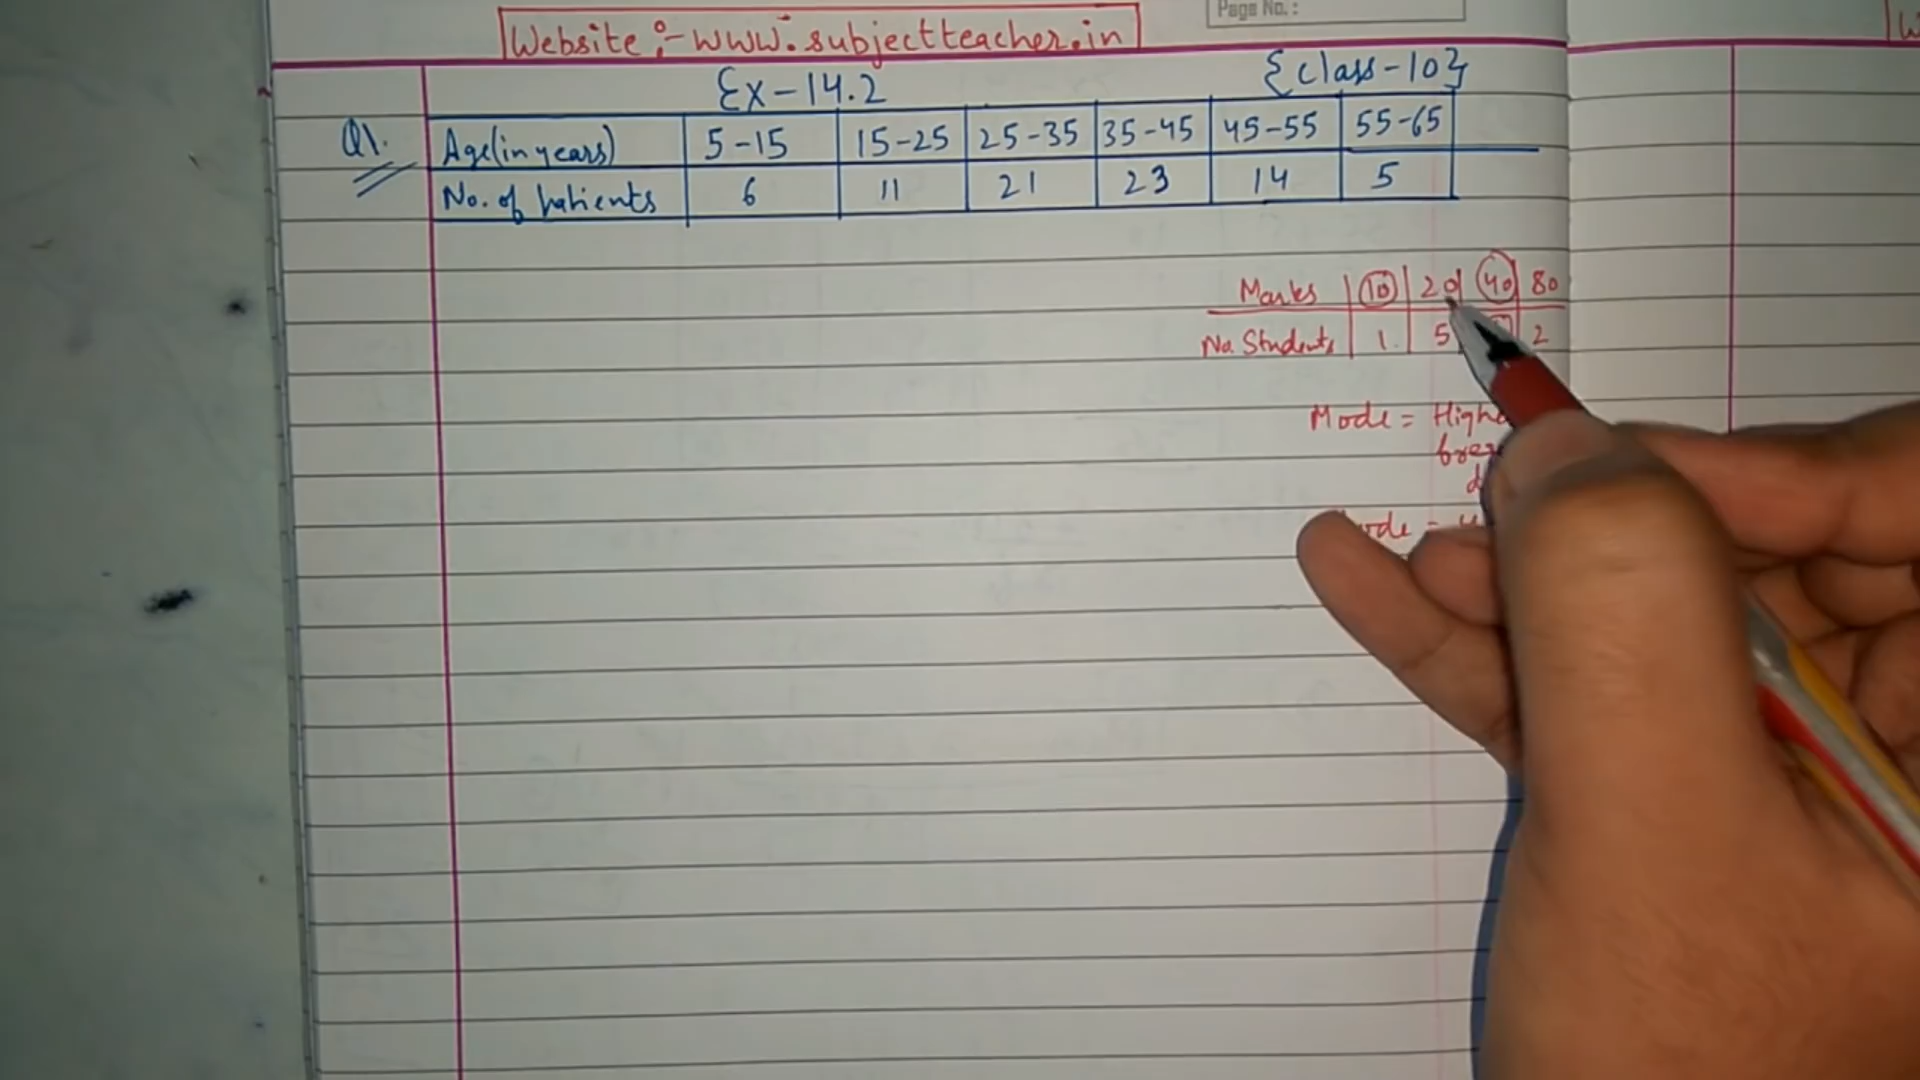 Page No.:
Website :- www.subjectteacher.in
Ex-14.2 {Class-10}
Q1. Age(in years) 5-15 15-25 25-35 35-45 45-55 55-65
No. of patients 6 11 21 23 14 5
Marks 10 20 40 80
No. Students 1 5 2
Mode =
=